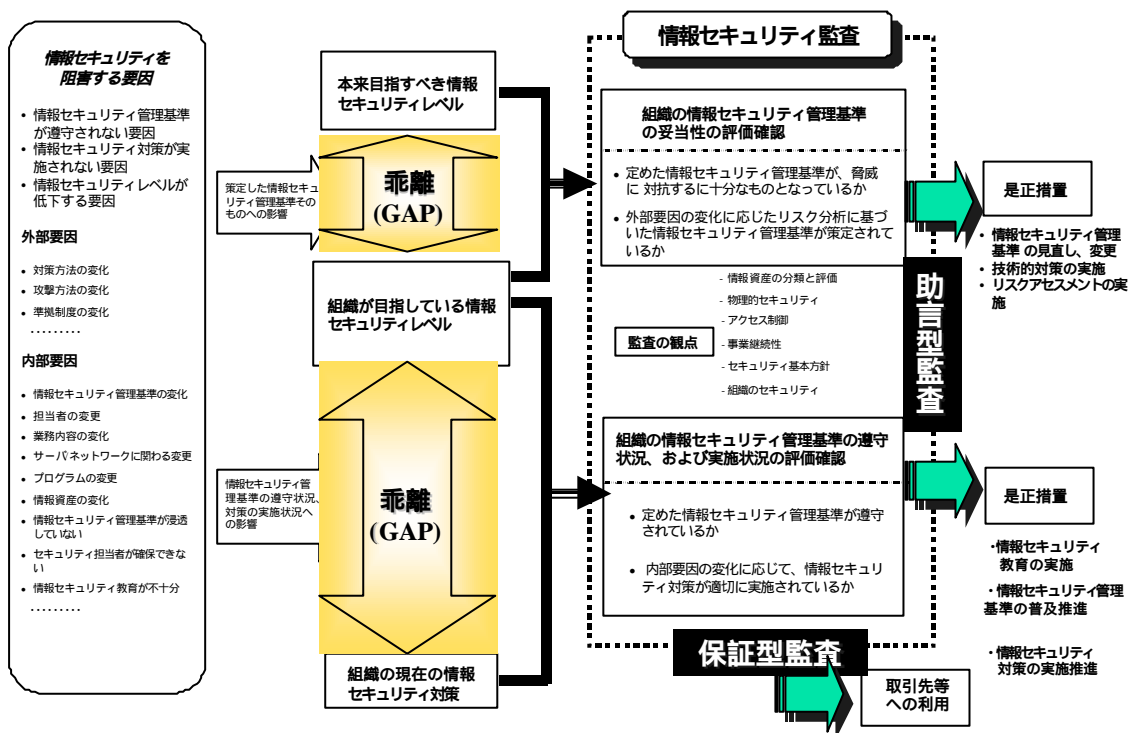 情報セキュリティを
阻害する要因
• 情報セキュリティ管理基準
が遵守されない要因
• 情報セキュリティ対策が実
施されない要因
• 情報セキュリティレベルが
低下する要因
外部要因
• 対策方法の変化
• 攻撃方法の変化
• 準拠制度の変化
………
内部要因
• 情報セキュリティ管理基準の変化
• 担当者の変更
• 業務内容の変化
• サーバ/ネットワークに関わる変更
• プログラムの変更
• 情報資産の変化
• 情報セキュリティ管理基準が浸透
していない
• セキュリティ担当者が確保できな
い
• 情報セキュリティ教育が不十分
………
策定した情報セキュ
リティ管理基準その
ものへの影響
情報セキュリティ管
理基準の遵守状況、
対策の実施状況へ
の影響
本来目指すべき情報
セキュリティレベル
乖離
(GAP)
組織が目指している情報
セキュリティレベル
乖離
(GAP)
組織の現在の情報
セキュリティ対策
情報セキュリティ監査
組織の情報セキュリティ管理基準
の妥当性の評価確認
• 定めた情報セキュリティ管理基準が、脅威
に 対抗するに十分なものとなっているか
• 外部要因の変化に応じたリスク分析に基づ
いた情報セキュリティ管理基準が策定されて
いるか
監査の観点
- 情報資産の分類と評価
- 物理的セキュリティ
- アクセス制御
- 事業継続性
- セキュリティ基本方針
- 組織のセキュリティ
組織の情報セキュリティ管理基準の遵守
状況、および実施状況の評価確認
• 定めた情報セキュリティ管理基準が遵守
されているか
• 内部要因の変化に応じて、情報セキュリ
ティ対策が適切に実施されているか
助言型監査
保証型監査
是正措置
• 情報セキュリティ管理
基準 の見直し、変更
• 技術的対策の実施
• リスクアセスメントの実
施
是正措置
・情報セキュリティ
教育の実施
・情報セキュリティ管理
基準の普及推進
・情報セキュリティ
対策の実施推進
取引先等
への利用